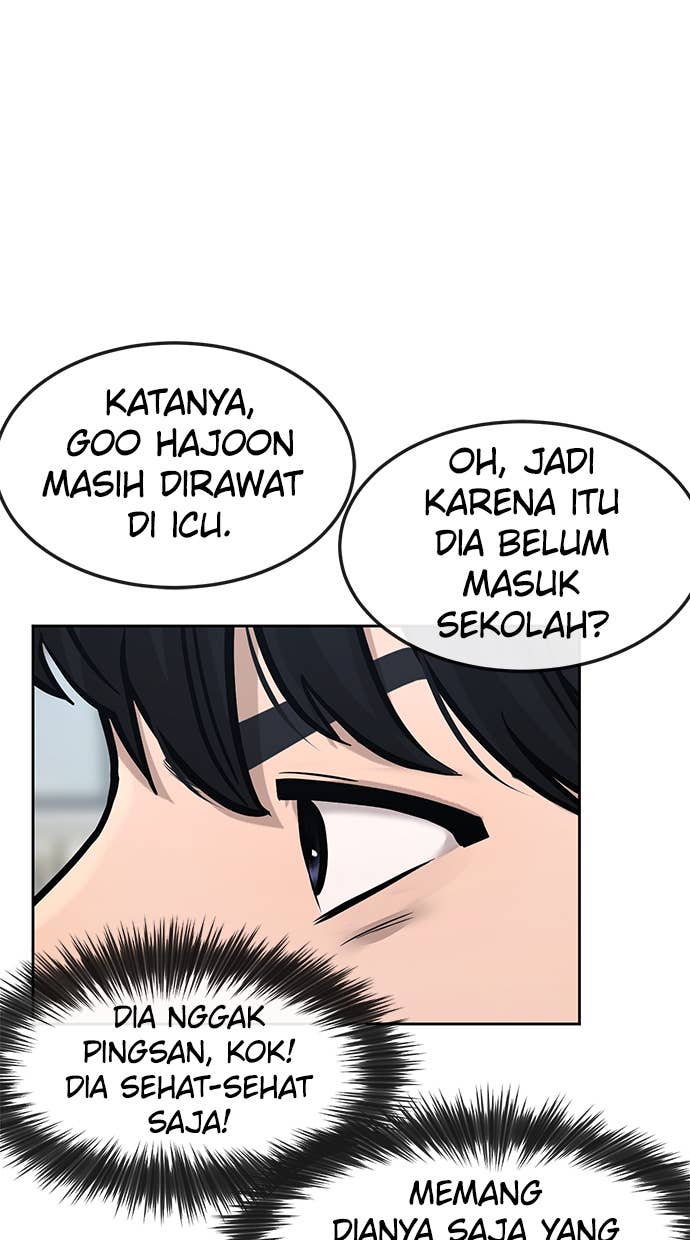 KATANYA,
GOO HAJOON
MASIH DIRAWAT
DI ICU.
OH, JADI
KARENA ITU
DIA BELUM
MASUK
SEKOLAH?
DIA NGGAK
PINGSAN, KOK!
DIA SEHAT-SEHAT
SAJA!
MEMANG
DIANYA SAJA YANG